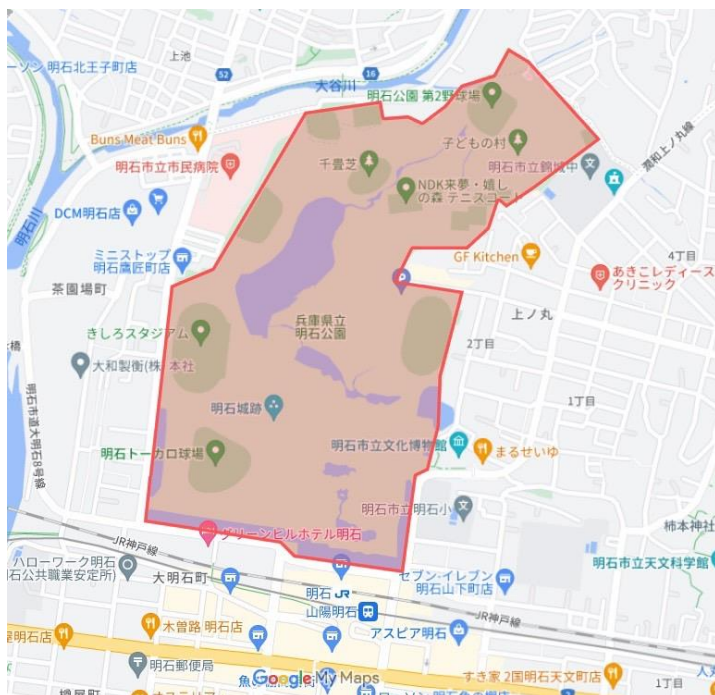 上池
ーソン 明石北王子町店
52
16
大谷川
明石公園 第2野球場
Buns Meat Buns
子どもの村
千畳芝
明石市立市民病院
明石市立錦城中
潤和上ノ丸線
NDK来夢・嬉し
の森 テニスコート
DCM明石店
明石川
GF Kitchen
4丁目
ミニストップ
明石鷹匠町店
あきこレディース
クリニック
茶園場町
兵庫県立
明石公園
上ノ丸
きしろスタジアム
2丁目
大和製衡(株) 本社
明石市道大明石8号線
1丁目
明石城跡
明石市立文化博物館
まるせいゆ
明石トーカロ球場
明石市立明石小
柿本神社
グリーンヒルホテル明石
JR神戸線
ハローワーク明石
明石公共職業安定所)
大明石町
明石市立天文科学館
セブン-イレブン
明石山下町店
明石 JR
山陽明石
JR神戸線
木曽路 明石店
アスピア明石
屋明石店
明石郵便局
Google My Maps
すき家 2国明石天文町店
1丁目
樽屋町